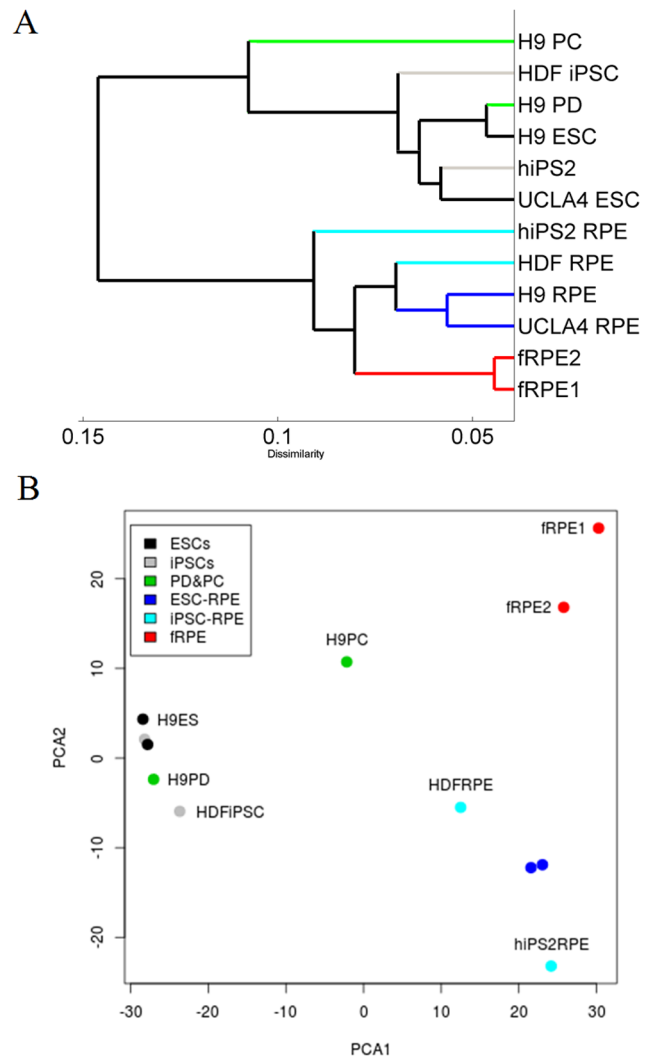 A
H9 PC
HDF iPSC
H9 PD
H9 ESC
hiPS2
UCLA4 ESC
hiPS2 RPE
HDF RPE
H9 RPE
UCLA4 RPE
fRPE2
fRPE1
0.15 0.1 0.05
Dissimilarity
B
ESCs
iPSCs
PD&PC
ESC-RPE
iPSC-RPE
fRPE
fRPE1
fRPE2
H9PC
H9ES
H9PD
HDFiPSC
HDFRPE
hiPS2RPE
20
10
0
-10
-20
PCA2
-30 -20 -10 0 10 20 30
PCA1